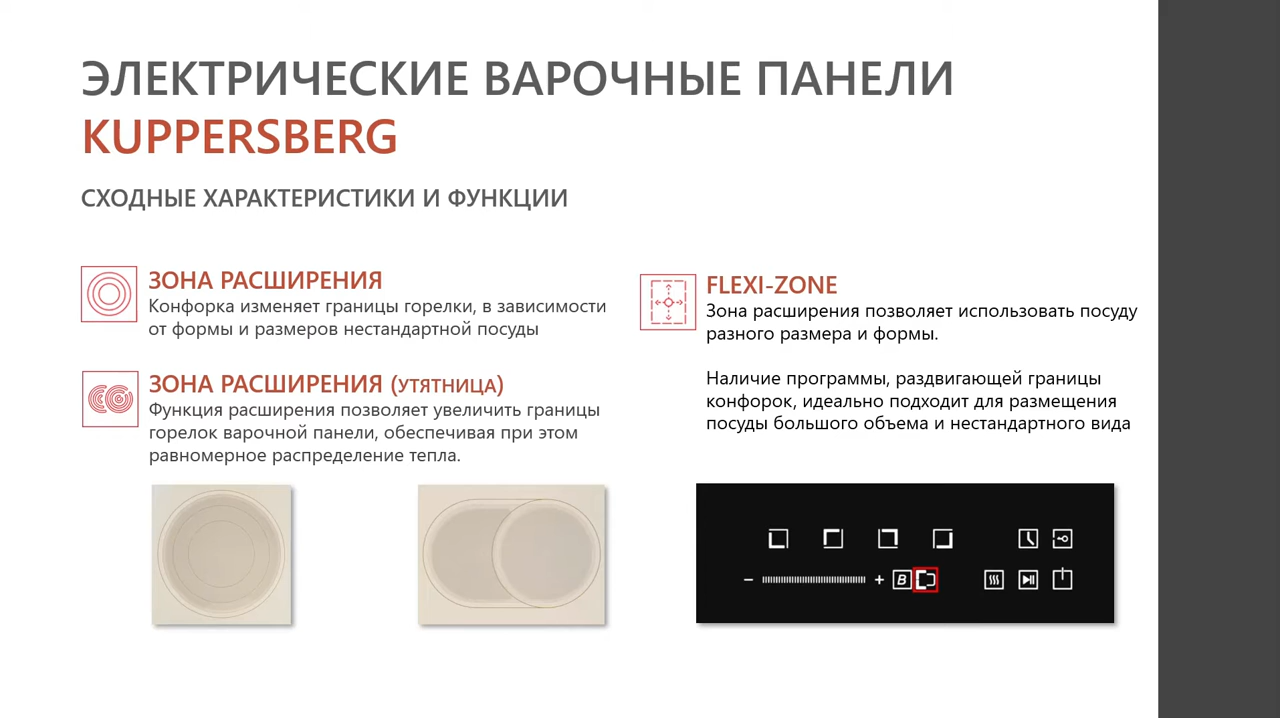 ЭЛЕКТРИЧЕСКИЕ ВАРОЧНЫЕ ПАНЕЛИ
KUPPERSBERG
СХОДНЫЕ ХАРАКТЕРИСТИКИ И ФУНКЦИИ
ЗОНА РАСШИРЕНИЯ
Конфорка изменяет границы горелки, в зависимости
от формы и размеров нестандартной посуды
ЗОНА РАСШИРЕНИЯ (УТЯТНИЦА)
Функция расширения позволяет увеличить границы
горелок варочной панели, обеспечивая при этом
равномерное распределение тепла.
FLEXI-ZONE
Зона расширения позволяет использовать посуду
разного размера и формы.
Наличие программы, раздвигающей границы
конфорок, идеально подходит для размещения
посуды большого объема и нестандартного вида
− + B